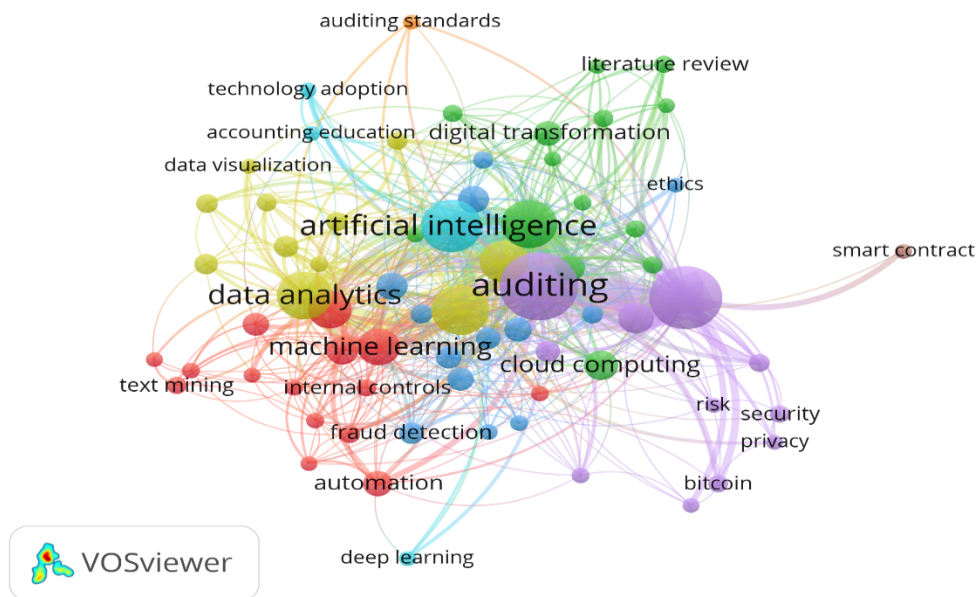 auditing standards
literature review
technology adoption
accounting education
digital transformation
data visualization
ethics
artificial intelligence
smart contract
auditing
data analytics
machine learning
cloud computing
text mining
internal controls
risk
security
fraud detection
privacy
automation
bitcoin
deep learning
VOSviewer